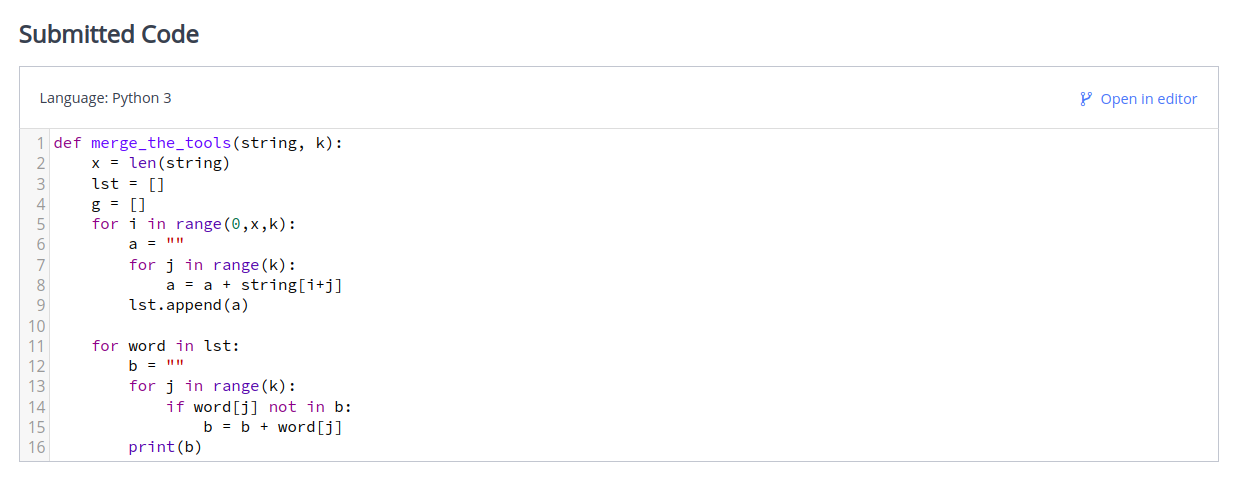 Submitted Code
Language: Python 3
Open in editor
1 def merge_the_tools(string, k):
2     x = len(string)
3     lst = []
4     g = []
5     for i in range(0,x,k):
6         a = ""
7         for j in range(k):
8             a = a + string[i+j]
9         lst.append(a)
10
11     for word in lst:
12         b = ""
13         for j in range(k):
14             if word[j] not in b:
15                 b = b + word[j]
16         print(b)